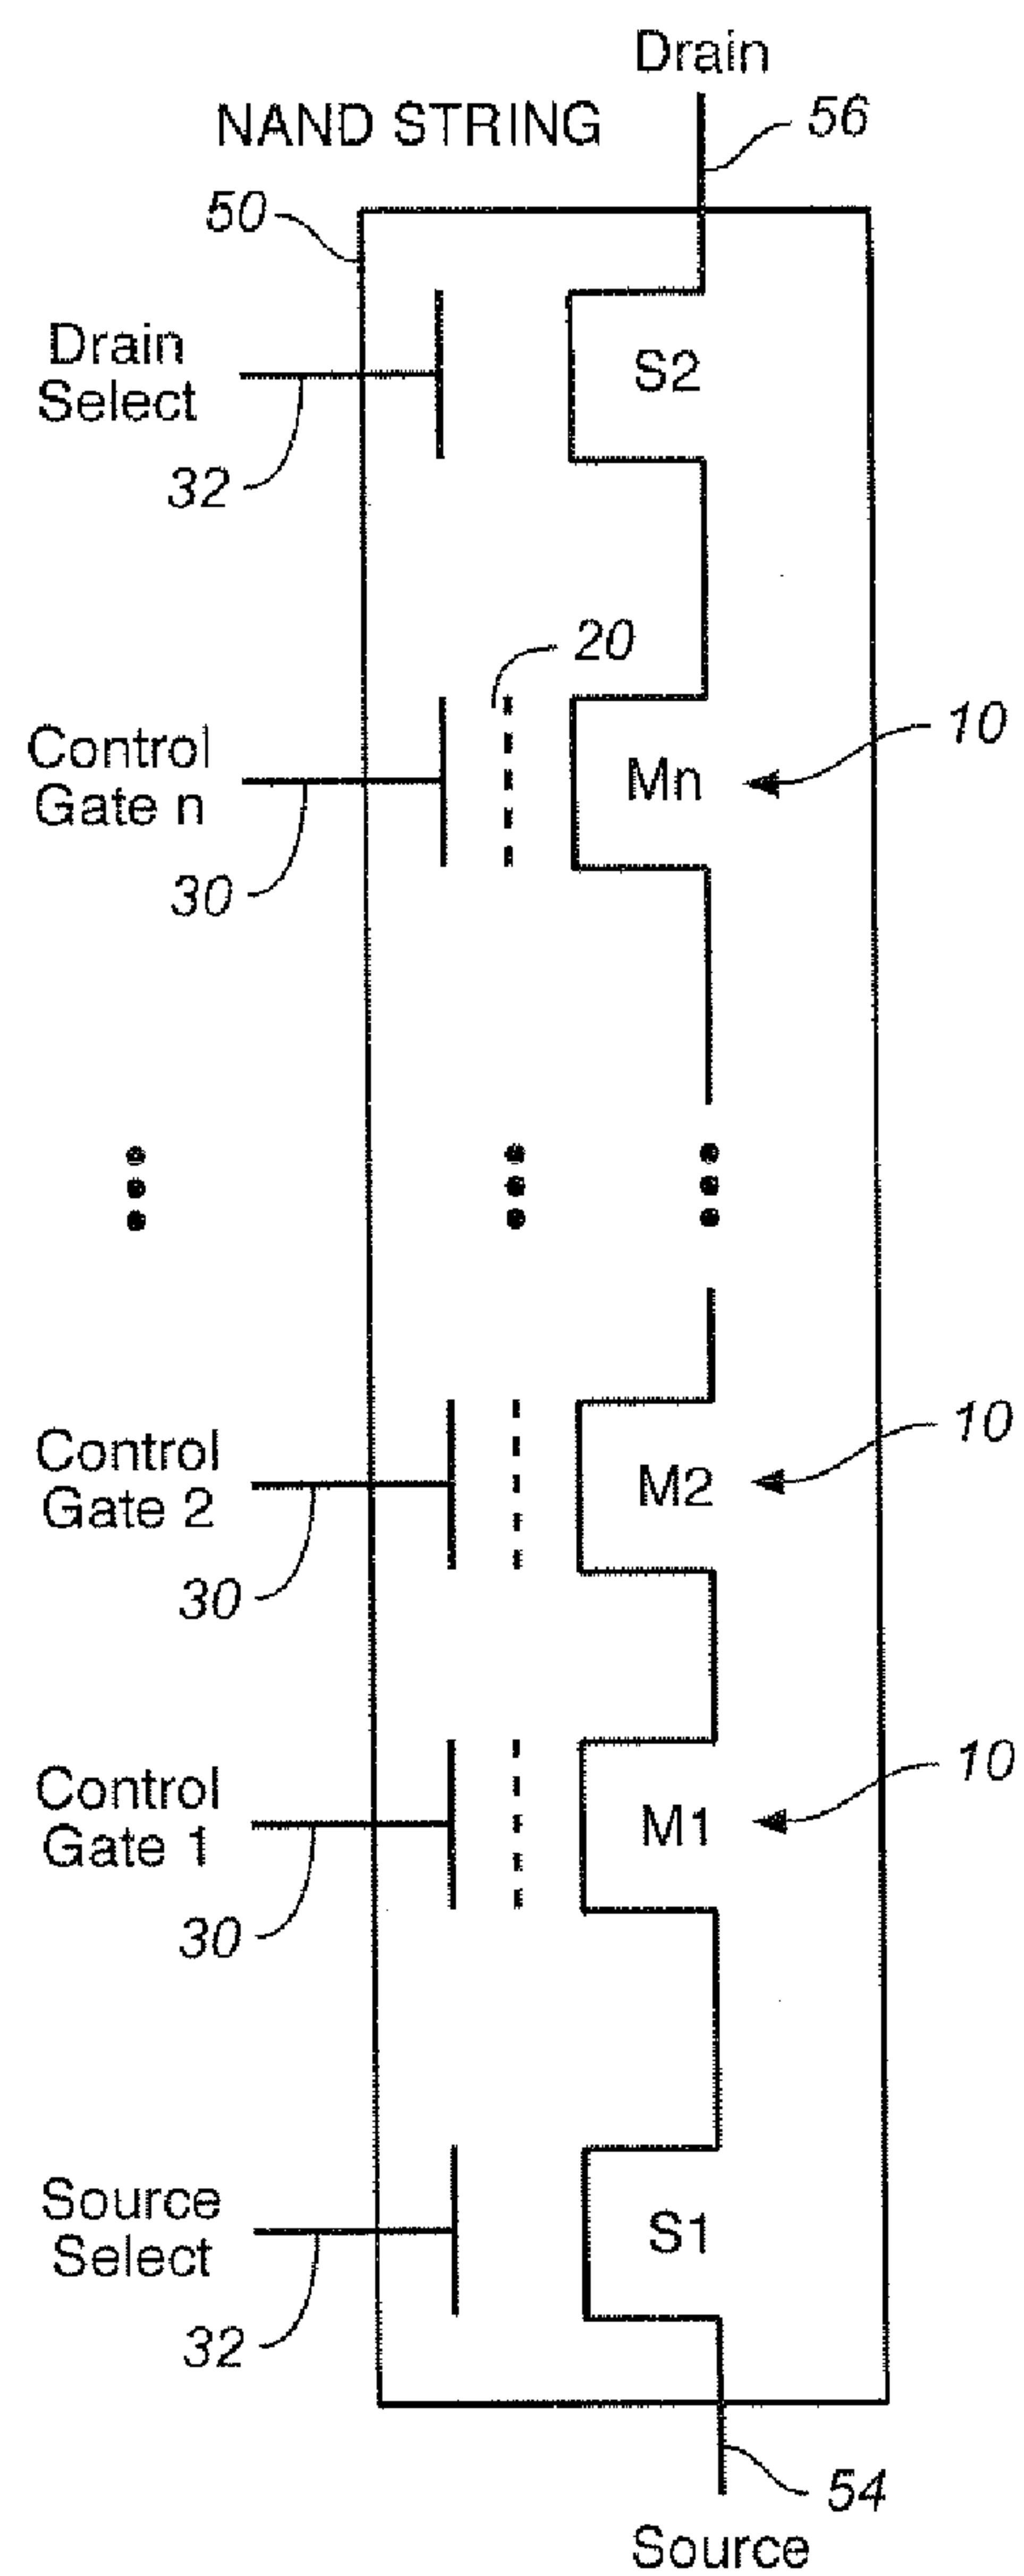 Drain
NAND STRING
56
50
Drain
Select
S2
32
20
Control
Gate n
Mn
10
30
Control
Gate 2
M2
10
30
Control
Gate 1
M1
10
30
Source
Select
S1
32
54
Source